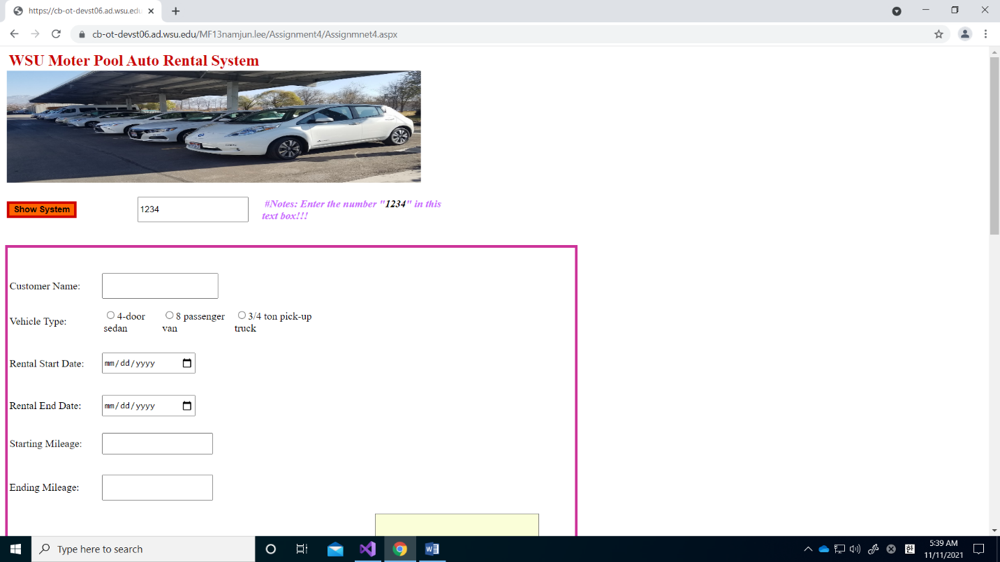 https://cb-ot-devst06.ad.wsu.edu
cb-ot-devst06.ad.wsu.edu/MF13namjun.lee/Assignment4/Assignmnet4.aspx
WSU Moter Pool Auto Rental System
Show System
1234
#Notes: Enter the number "1234" in this
text box!!!
Customer Name:
Vehicle Type:
4-door
sedan
8 passenger
van
3/4 ton pick-up
truck
Rental Start Date:
mm/dd/yyyy
Rental End Date:
mm/dd/yyyy
Starting Mileage:
Ending Mileage:
Type here to search
한
5:39 AM
11/11/2021